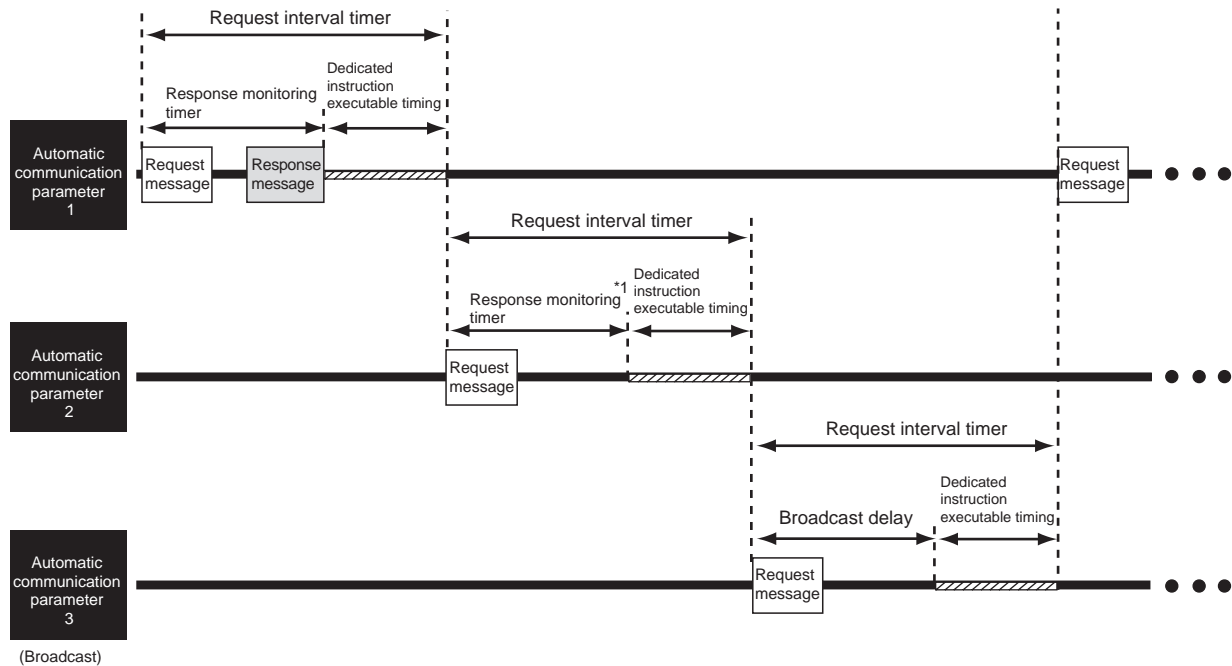 Request interval timer
Response monitoring
timer
Dedicated
instruction
executable timing
Automatic
communication
parameter
1
Request
message
Response
message
Request
message
Request interval timer
Response monitoring *1
timer
Dedicated
instruction
executable timing
Automatic
communication
parameter
2
Request
message
Request interval timer
Broadcast delay
Dedicated
instruction
executable timing
Automatic
communication
parameter
3
Request
message
(Broadcast)